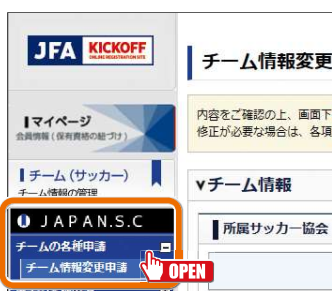 JFA KICKOFF
ONLINE REGISTRATION SITE
マイページ
会員情報(保有資格の紐づけ)
チーム(サッカー)
チーム情報の管理
JAPAN.S.C
チームの各種申請
チーム情報変更申請
OPEN
チーム情報変更
内容をご確認の上、画面下
修正が必要な場合は、各項
∨チーム情報
所属サッカー協会